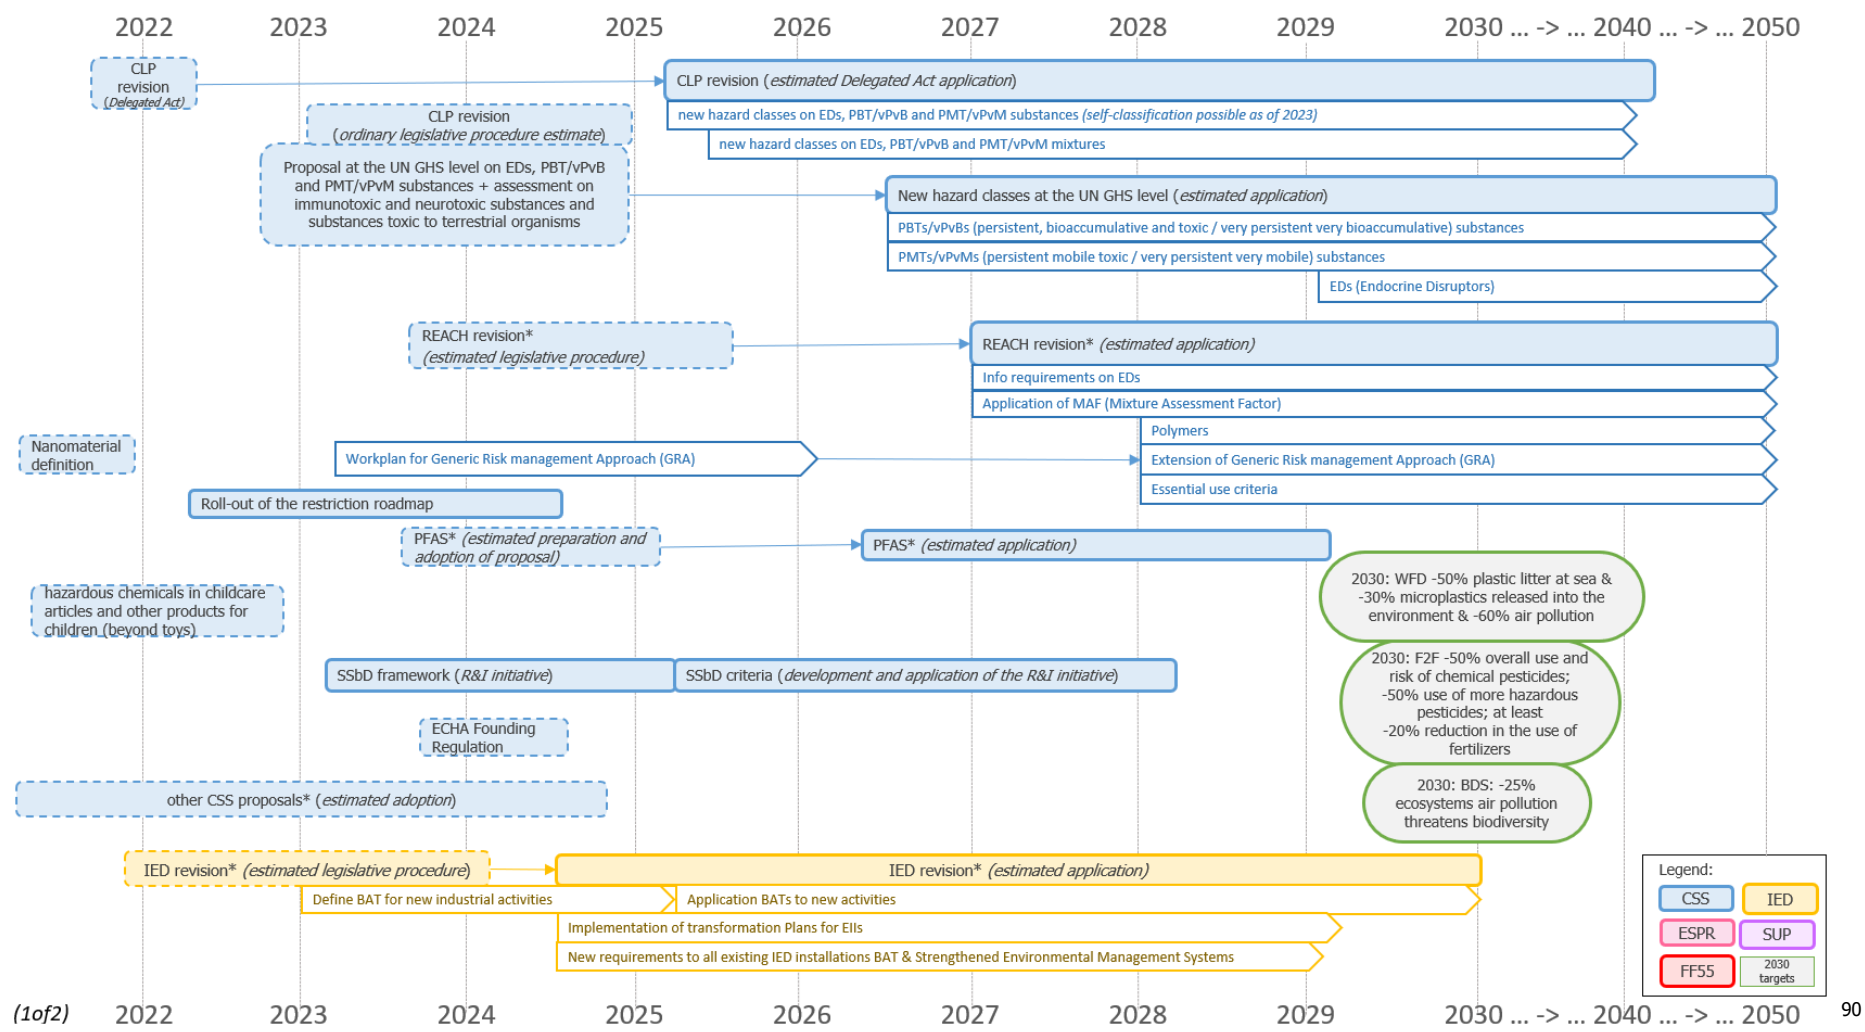 2022 2023 2024 2025 2026 2027 2028 2029 2030 ... -> ... 2040 ... -> ... 2050
CLP
revision
(Delegated Act)
CLP revision (estimated Delegated Act application)
CLP revision
(ordinary legislative procedure estimate)
new hazard classes on EDs, PBT/vPvB and PMT/vPvM substances (self-classification possible as of 2023)
new hazard classes on EDs, PBT/vPvB and PMT/vPvM mixtures
Proposal at the UN GHS level on EDs, PBT/vPvB
and PMT/vPvM substances + assessment on
immunotoxic and neurotoxic substances and
substances toxic to terrestrial organisms
New hazard classes at the UN GHS level (estimated application)
PBTs/vPvBs (persistent, bioaccumulative and toxic / very persistent very bioaccumulative) substances
PMTs/vPvMs (persistent mobile toxic / very persistent very mobile) substances
EDs (Endocrine Disruptors)
REACH revision*
(estimated legislative procedure)
REACH revision* (estimated application)
Info requirements on EDs
Application of MAF (Mixture Assessment Factor)
Polymers
Nanomaterial
definition
Workplan for Generic Risk management Approach (GRA)
Extension of Generic Risk management Approach (GRA)
Essential use criteria
Roll-out of the restriction roadmap
PFAS* (estimated preparation and
adoption of proposal)
PFAS* (estimated application)
hazardous chemicals in childcare
articles and other products for
children (beyond toys)
2030: WFD -50% plastic litter at sea &
-30% microplastics released into the
environment & -60% air pollution
SSbD framework (R&I initiative)
SSbD criteria (development and application of the R&I initiative)
2030: F2F -50% overall use and
risk of chemical pesticides;
-50% use of more hazardous
pesticides; at least
-20% reduction in the use of
fertilizers
ECHA Founding
Regulation
other CSS proposals* (estimated adoption)
2030: BDS: -25%
ecosystems air pollution
threatens biodiversity
IED revision* (estimated legislative procedure)
IED revision* (estimated application)
Define BAT for new industrial activities
Application BATs to new activities
Implementation of transformation Plans for EIIs
New requirements to all existing IED installations BAT & Strengthened Environmental Management Systems
Legend:
CSS IED
ESPR SUP
FF55 2030
targets
(1of2) 2022 2023 2024 2025 2026 2027 2028 2029 2030 ... -> ... 2040 ... -> ... 2050 90